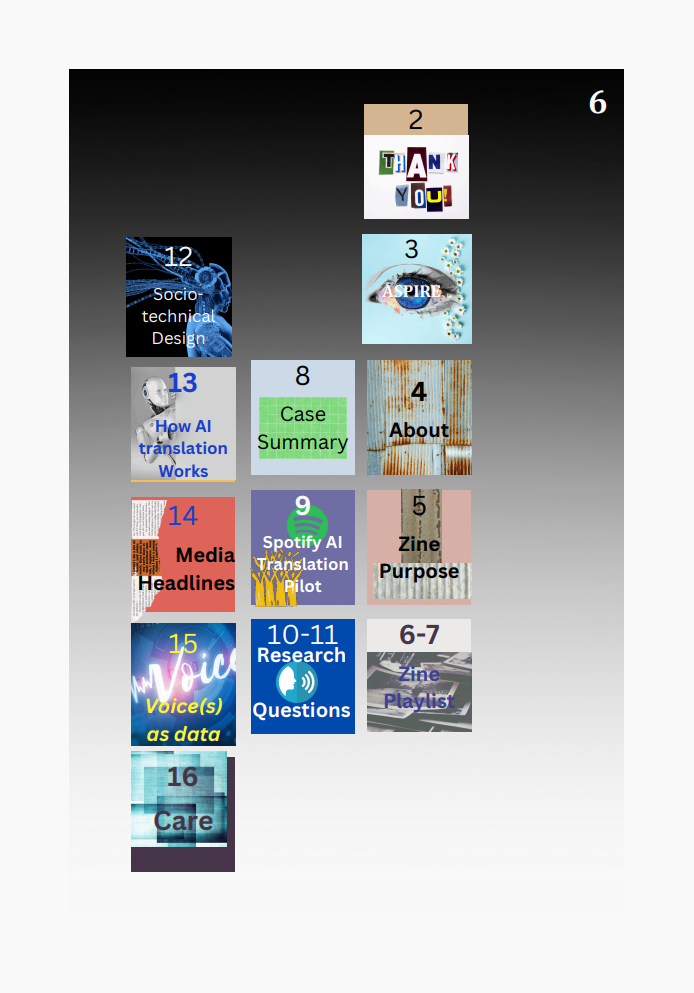 6
2
THANK
YOU!
3
ASPIRE
12
Socio-
technical
Design
13
How AI
translation
Works
8
Case
Summary
4
About
14
Media
Headlines
9
Spotify AI
Translation
Pilot
5
Zine
Purpose
15
Voice
Voice(s)
as data
10-11
Research
Questions
6-7
Zine
Playlist
16
Care